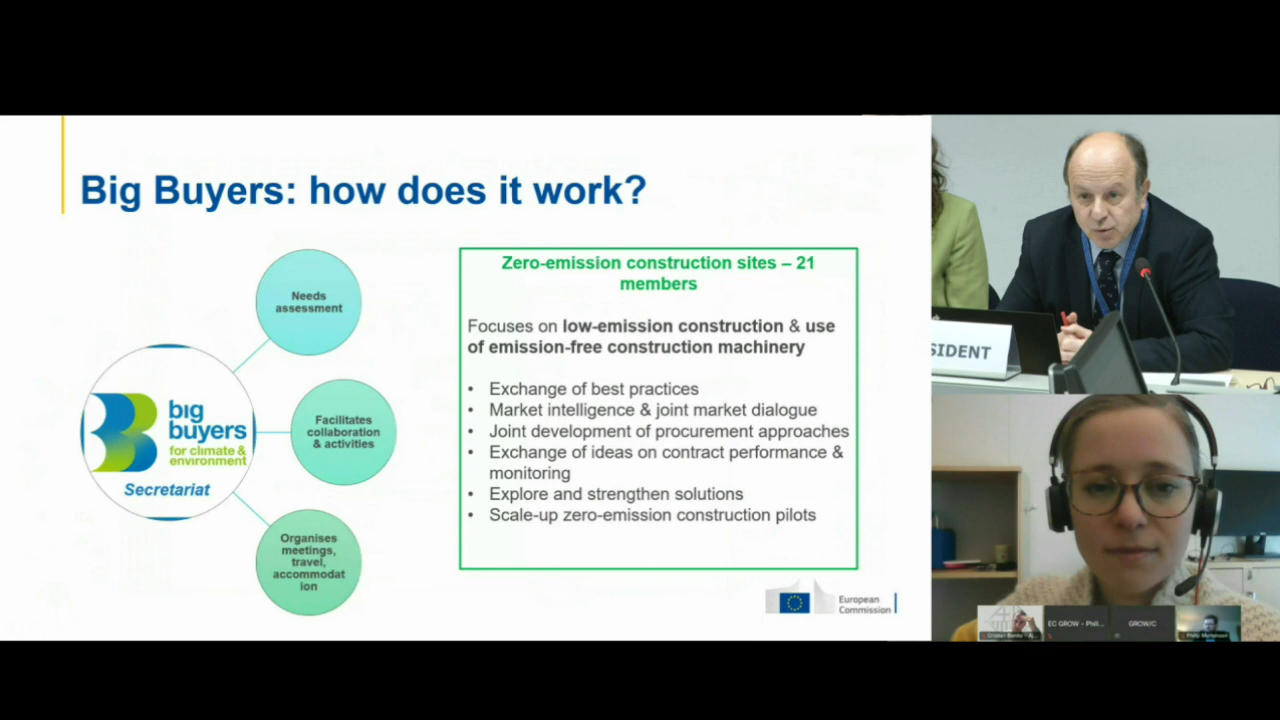 Big Buyers: how does it work?
Needs
assessment
big
buyers
for climate &
environment
Secretariat
Facilitates
collaboration
& activities
Organises
meetings,
travel,
accommodat
ion
Zero-emission construction sites – 21
members
Focuses on low-emission construction & use
of emission-free construction machinery
• Exchange of best practices
• Market intelligence & joint market dialogue
• Joint development of procurement approaches
• Exchange of ideas on contract performance &
monitoring
• Explore and strengthen solutions
• Scale-up zero-emission construction pilots
European
Commission
SIDENT
EC GROW - Phil...
GROW/C